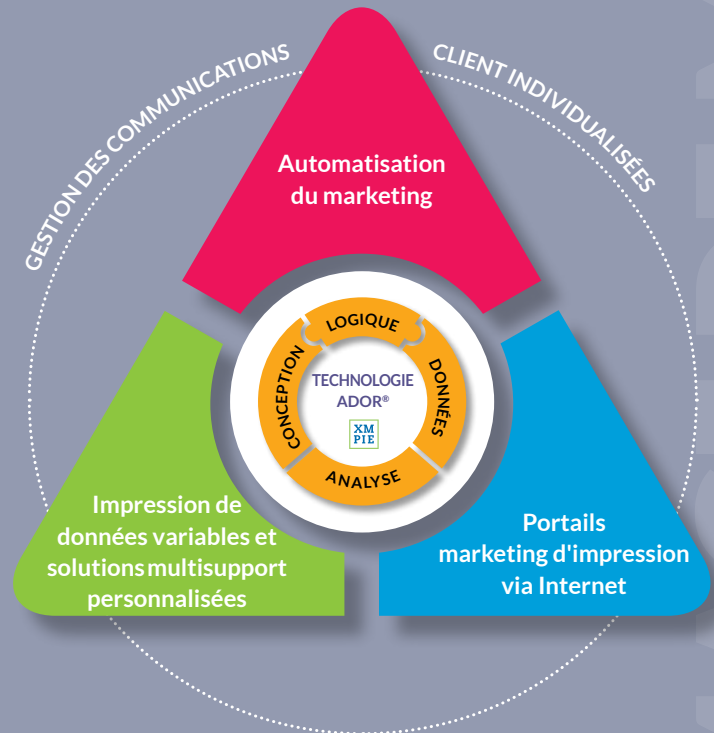 GESTION DES COMMUNICATIONS
CLIENT INDIVIDUALISÉES
Automatisation
du marketing
LOGIQUE
CONCEPTION
DONNÉES
TECHNOLOGIE
ADOR®
XM
PIE
ANALYSE
Impression de
données variables et
solutions multisupport
personnalisées
Portails
marketing d'impression
via Internet